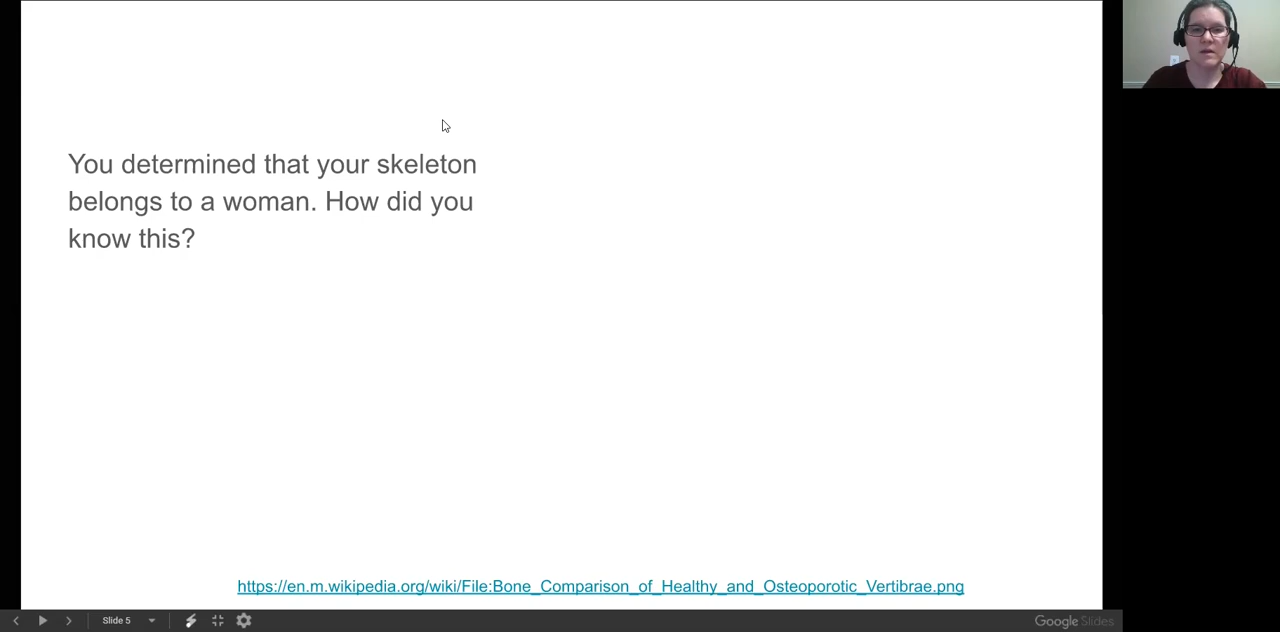 You determined that your skeleton
belongs to a woman. How did you
know this?
https://en.m.wikipedia.org/wiki/File:Bone_Comparison_of_Healthy_and_Osteoporotic_Vertibrae.png
Slide 5
Google Slides